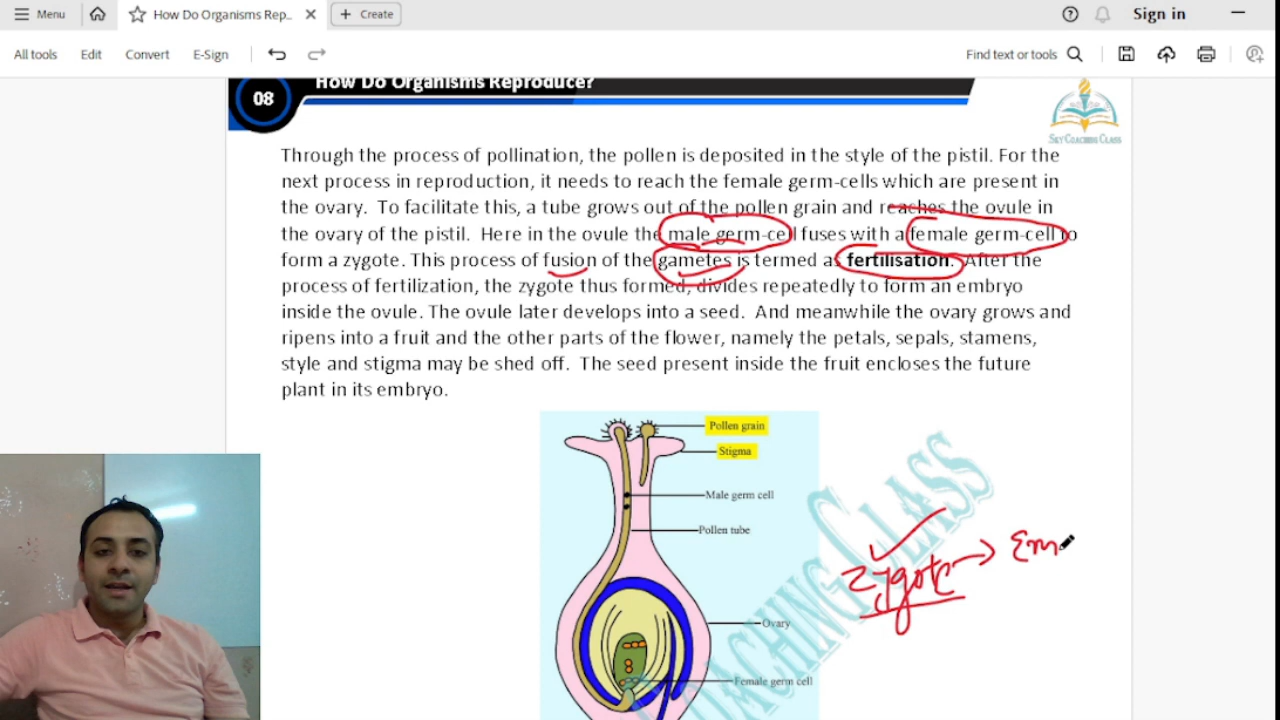 Menu
How Do Organisms Rep...
Create
Sign in
All tools
Edit
Convert
E-Sign
Find text or tools
08
How Do Organisms Reproduce?
SKY COACHING CLASS
Through the process of pollination, the pollen is deposited in the style of the pistil. For the
next process in reproduction, it needs to reach the female germ-cells which are present in
the ovary. To facilitate this, a tube grows out of the pollen grain and reaches the ovule in
the ovary of the pistil. Here in the ovule the male germ-cell fuses with a female germ-cell to
form a zygote. This process of fusion of the gametes is termed as fertilisation. After the
process of fertilization, the zygote thus formed, divides repeatedly to form an embryo
inside the ovule. The ovule later develops into a seed. And meanwhile the ovary grows and
ripens into a fruit and the other parts of the flower, namely the petals, sepals, stamens,
style and stigma may be shed off. The seed present inside the fruit encloses the future
plant in its embryo.
Pollen grain
Stigma
Male germ cell
Pollen tube
Ovary
Female germ cell
Zygote → Em
OACHING CLASS